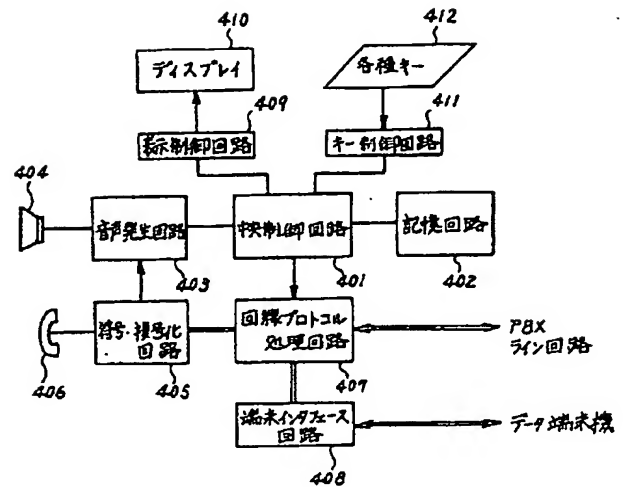 410
ディスプレイ
412
各種キー
409
表示制御回路
411
キー制御回路
404
音声発生回路
403
中央制御回路
401
記憶回路
402
406
符号・復号化
回路
405
回線プロトコル
処理回路
407
PBX
ライン回路
端末インタフェース
回路
408
データ端末機